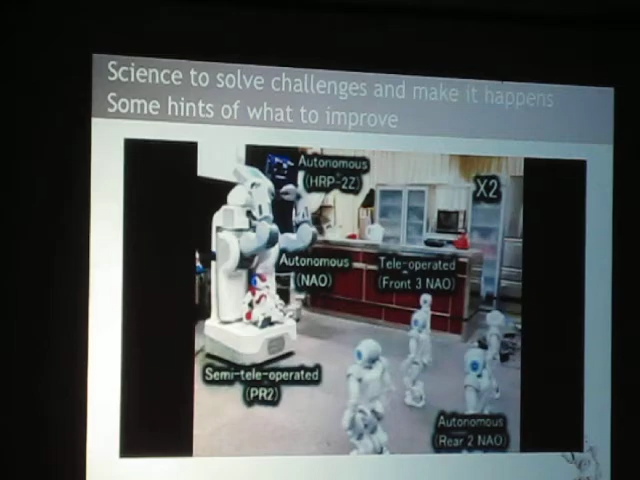 Science to solve challenges and make it happens
Some hints of what to improve
Autonomous
(HRP-2Z)
X2
Autonomous
(NAO)
Tele-operated
(Front 3 NAO)
Semi-tele-operated
(PR2)
Autonomous
(Rear 2 NAO)